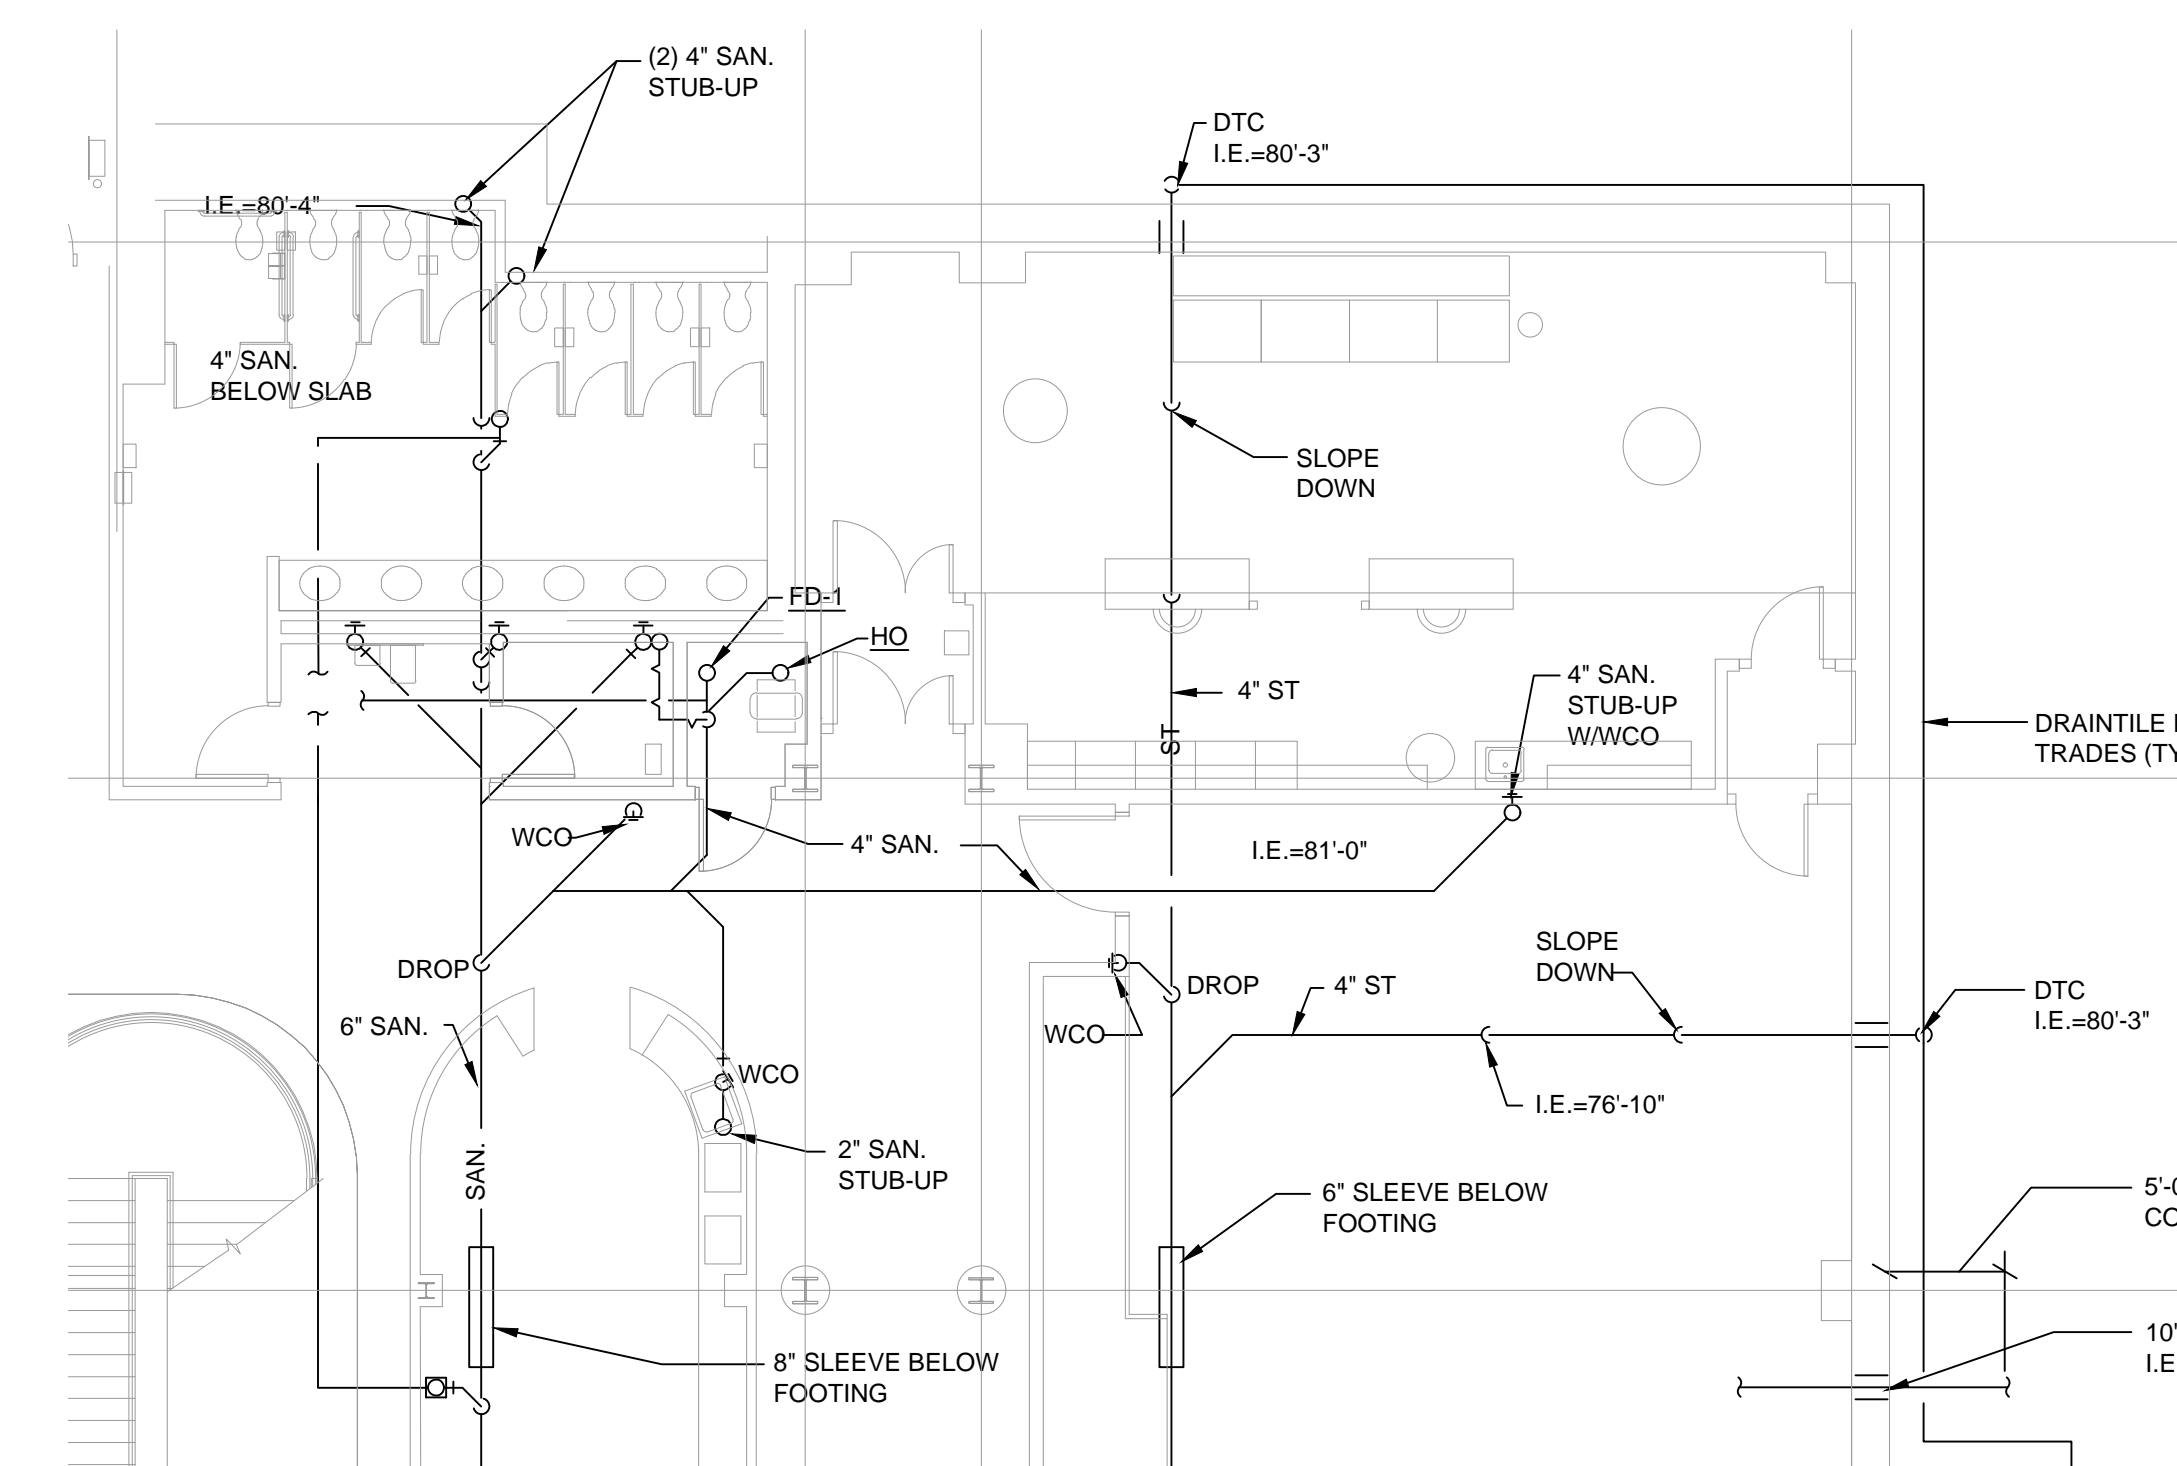 (2) 4" SAN.
STUB-UP
DTC
I.E.=80'-3"
I.E.=80'-4"
4" SAN.
BELOW SLAB
SLOPE
DOWN
FD-1
HO
4" SAN.
STUB-UP
W/WCO
4" ST
ST
DRAINTILE
TRADES (TY
WCO
4" SAN.
I.E.=81'-0"
DROP
SLOPE
DOWN
DROP
4" ST
DTC
I.E.=80'-3"
6" SAN.
WCO
WCO
I.E.=76'-10"
SAN.
2" SAN.
STUB-UP
6" SLEEVE BELOW
FOOTING
5'-
CO
8" SLEEVE BELOW
FOOTING
10'
I.E